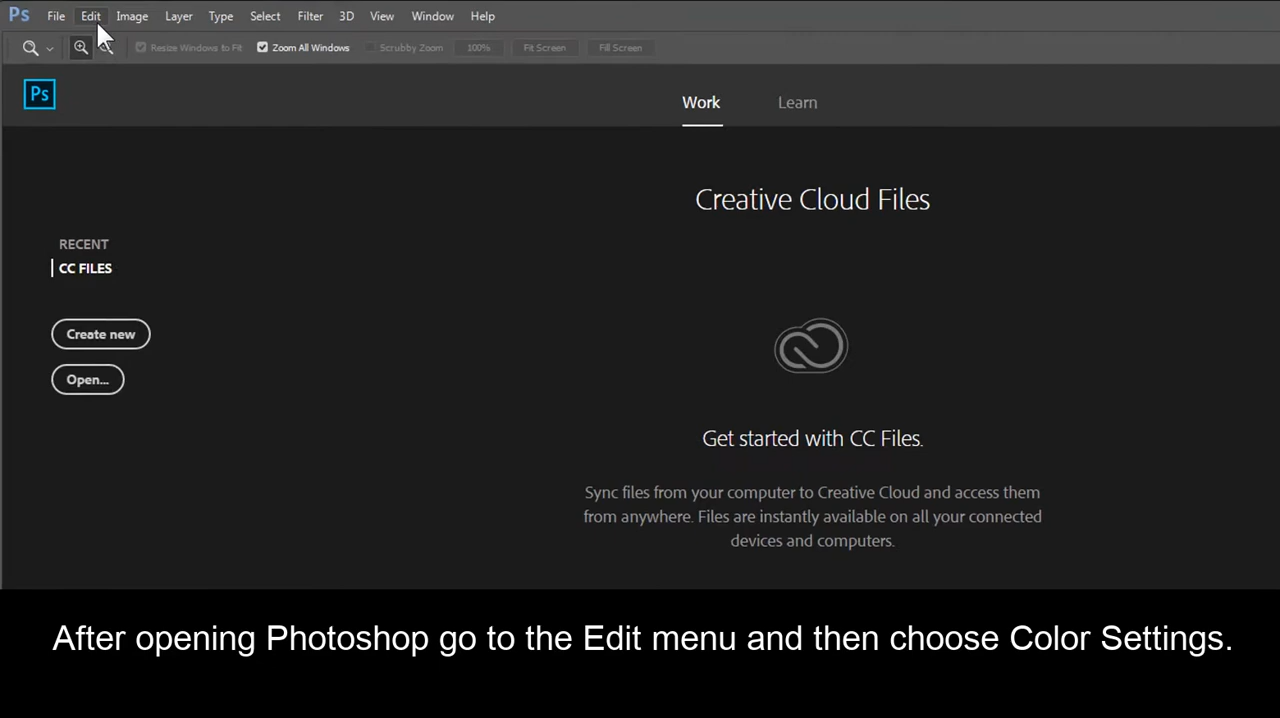 Ps File Edit Image Layer Type Select Filter 3D View Window Help
Resize Windows to Fit Zoom All Windows Scrubby Zoom 100% Fit Screen Fill Screen
Ps
Work Learn
Creative Cloud Files
RECENT
CC FILES
Create new
Open...
Get started with CC Files.
Sync files from your computer to Creative Cloud and access them
from anywhere. Files are instantly available on all your connected
devices and computers.
After opening Photoshop go to the Edit menu and then choose Color Settings.